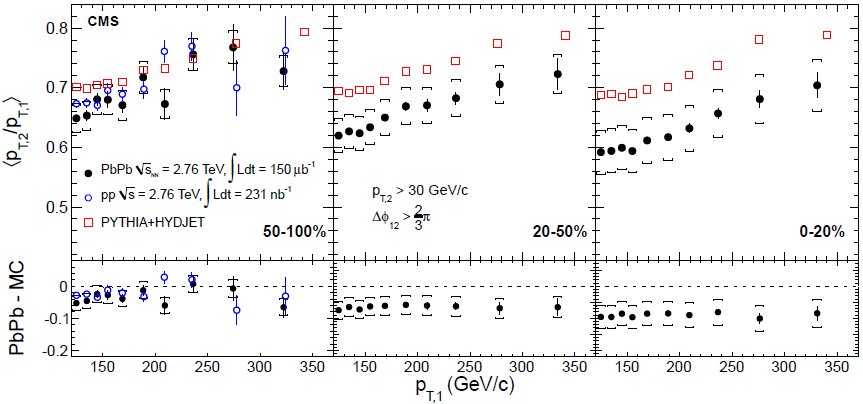 CMS
0.8
0.7
0.6
0.5
⟨p_T,2/p_T,1⟩
PbPb √s_NN = 2.76 TeV, ∫ Ldt = 150 μb⁻¹
pp √s = 2.76 TeV, ∫ Ldt = 231 nb⁻¹
PYTHIA+HYDJET
50-100%
p_T,2 > 30 GeV/c
Δϕ_12 > 2/3 π
20-50%
0-20%
PbPb - MC
0
-0.1
-0.2
150 200 250 300 150 200 250 300 150 200 250 300
p_T,1 (GeV/c)